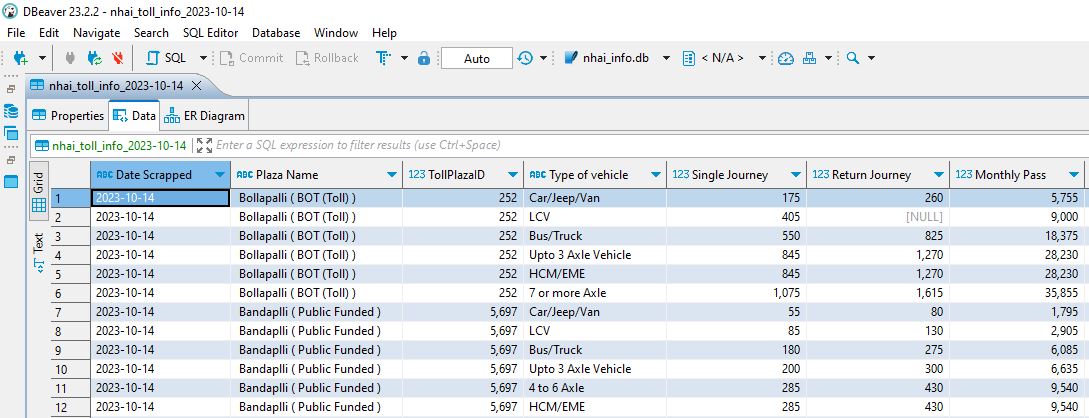 DBeaver 23.2.2 - nhai_toll_info_2023-10-14
File Edit Navigate Search SQL Editor Database Window Help
SQL Commit Rollback T Auto nhai_info.db < N/A >
nhai_toll_info_2023-10-14
Properties Data ER Diagram
nhai_toll_info_2023-10-14 Enter a SQL expression to filter results (use Ctrl+Space)
Grid
Text
ABC Date Scrapped ABC Plaza Name 123 TollPlazaID ABC Type of vehicle 123 Single Journey 123 Return Journey 123 Monthly Pass
1 2023-10-14 Bollapalli ( BOT (Toll) ) 252 Car/Jeep/Van 175 260 5,755
2 2023-10-14 Bollapalli ( BOT (Toll) ) 252 LCV 405 [NULL] 9,000
3 2023-10-14 Bollapalli ( BOT (Toll) ) 252 Bus/Truck 550 825 18,375
4 2023-10-14 Bollapalli ( BOT (Toll) ) 252 Upto 3 Axle Vehicle 845 1,270 28,230
5 2023-10-14 Bollapalli ( BOT (Toll) ) 252 HCM/EME 845 1,270 28,230
6 2023-10-14 Bollapalli ( BOT (Toll) ) 252 7 or more Axle 1,075 1,615 35,855
7 2023-10-14 Bandaplli ( Public Funded ) 5,697 Car/Jeep/Van 55 80 1,795
8 2023-10-14 Bandaplli ( Public Funded ) 5,697 LCV 85 130 2,905
9 2023-10-14 Bandaplli ( Public Funded ) 5,697 Bus/Truck 180 275 6,085
10 2023-10-14 Bandaplli ( Public Funded ) 5,697 Upto 3 Axle Vehicle 200 300 6,635
11 2023-10-14 Bandaplli ( Public Funded ) 5,697 4 to 6 Axle 285 430 9,540
12 2023-10-14 Bandaplli ( Public Funded ) 5,697 HCM/EME 285 430 9,540